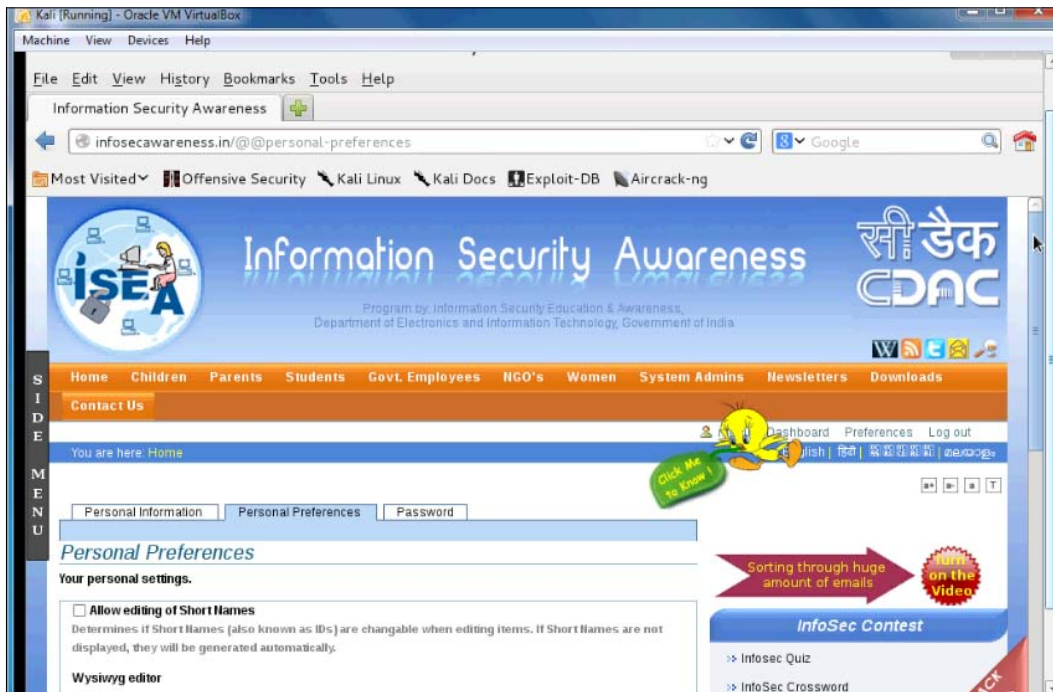 Kali [Running] - Oracle VM VirtualBox
Machine View Devices Help
File Edit View History Bookmarks Tools Help
Information Security Awareness
infosecawareness.in/@@personal-preferences
Google
Most Visited Offensive Security Kali Linux Kali Docs Exploit-DB Aircrack-ng
ISEA
Information Security Awareness
सी डैक
CDAC
Program by: Information Security Education & Awareness,
Department of Electronics and Information Technology, Government of India
W
SIDE MENU
Home Children Parents Students Govt. Employees NGO's Women System Admins Newsletters Downloads
Contact Us
Dashboard Preferences Log out
You are here: Home
हिंदी | മലയാളം
Click Me to Know !
a+ a- a T
Personal Information Personal Preferences Password
Personal Preferences
Your personal settings.
Sorting through huge
amount of emails
Turn
on the
Video
Allow editing of Short Names
Determines if Short Names (also known as IDs) are changable when editing items. If Short Names are not
displayed, they will be generated automatically.
Wysiwyg editor
InfoSec Contest
Infosec Quiz
InfoSec Crossword